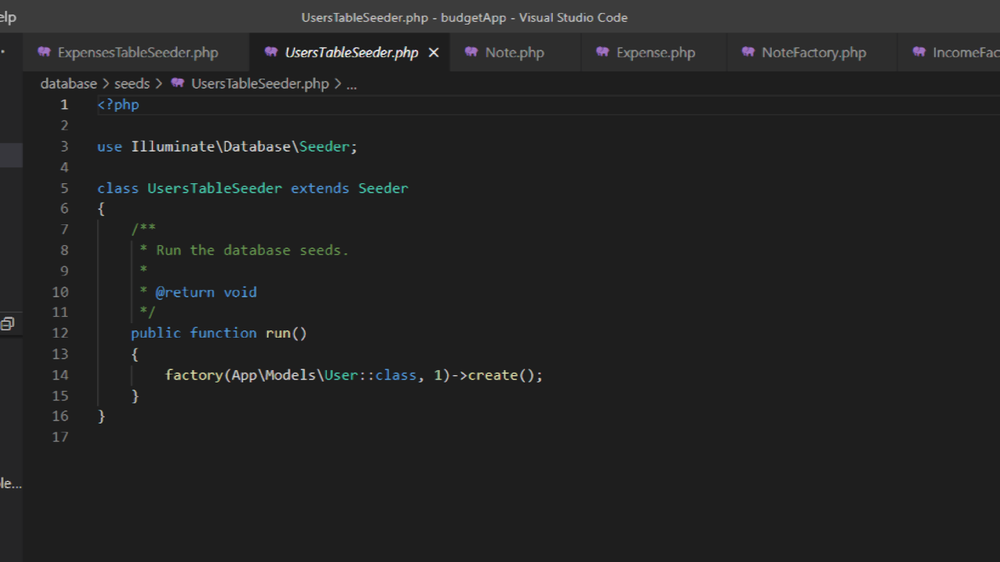 elp
UsersTableSeeder.php - budgetApp - Visual Studio Code
ExpensesTableSeeder.php
UsersTableSeeder.php
Note.php
Expense.php
NoteFactory.php
IncomeFac
database > seeds > UsersTableSeeder.php > ...
1 <?php
2
3 use Illuminate\Database\Seeder;
4
5 class UsersTableSeeder extends Seeder
6 {
7     /**
8      * Run the database seeds.
9      *
10      * @return void
11      */
12     public function run()
13     {
14         factory(App\Models\User::class, 1)->create();
15     }
16 }
17
le...